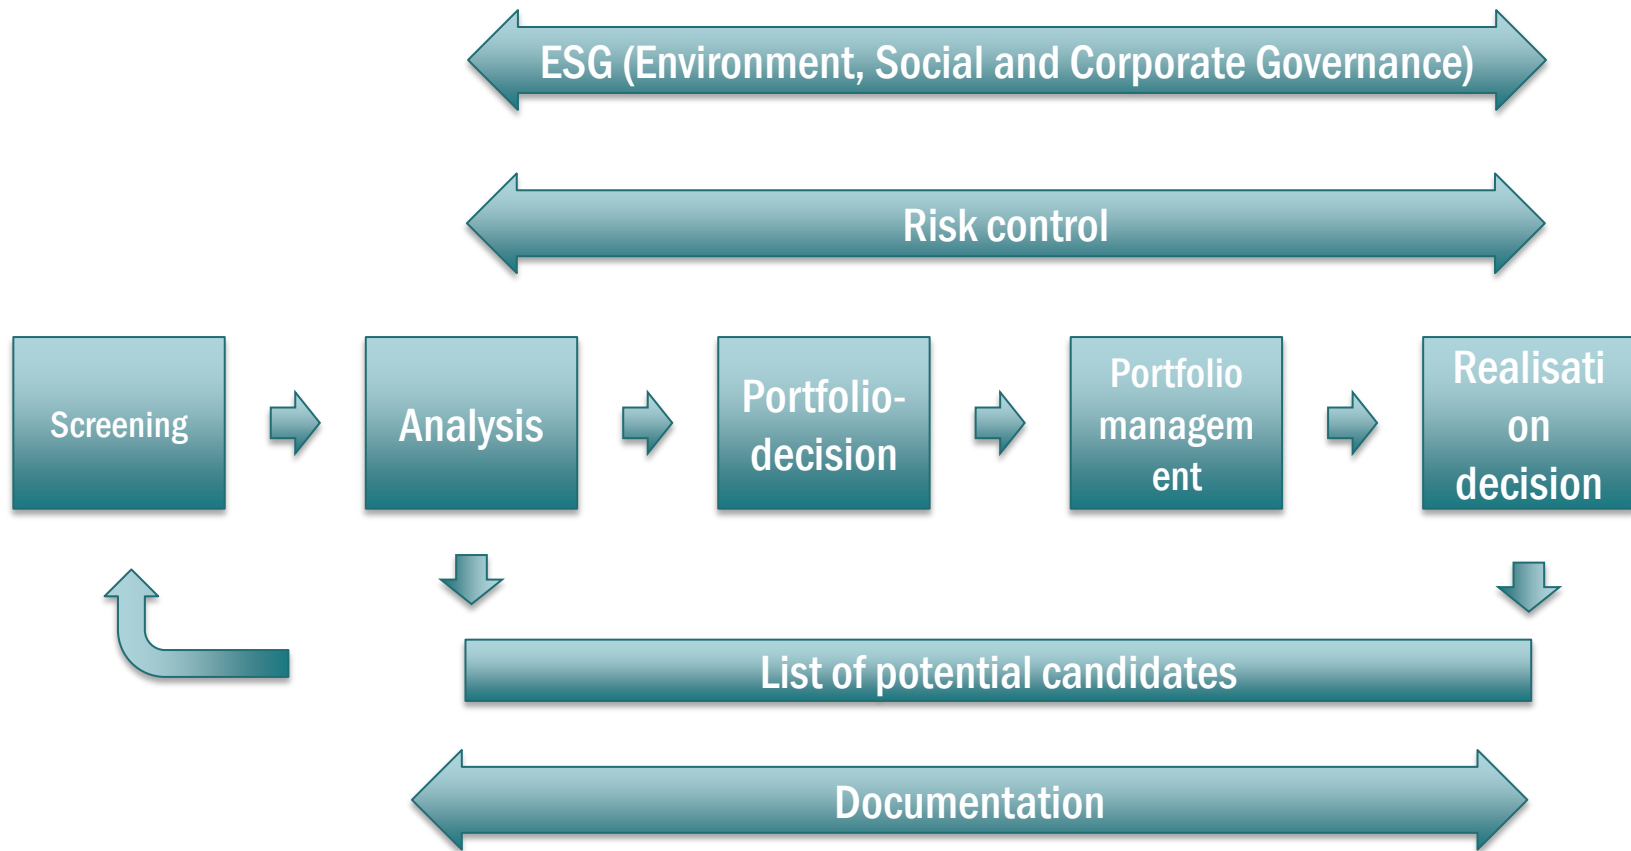 ESG (Environment, Social and Corporate Governance)
Risk control
Screening
Analysis
Portfolio-
decision
Portfolio
managem
ent
Realisati
on
decision
List of potential candidates
Documentation